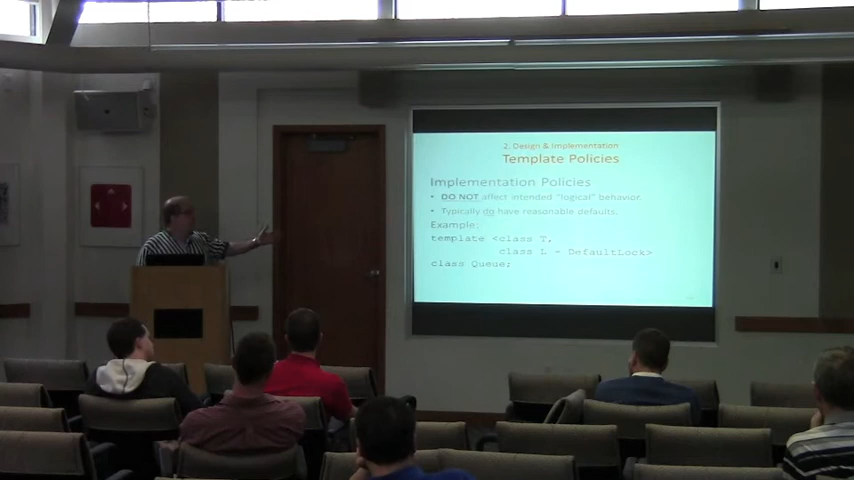 2. Design & Implementation
Template Policies
Implementation Policies
• DO NOT affect intended "logical" behavior.
• Typically do have reasonable defaults.
Example:
template <class T,
class L = DefaultLock>
class Queue;